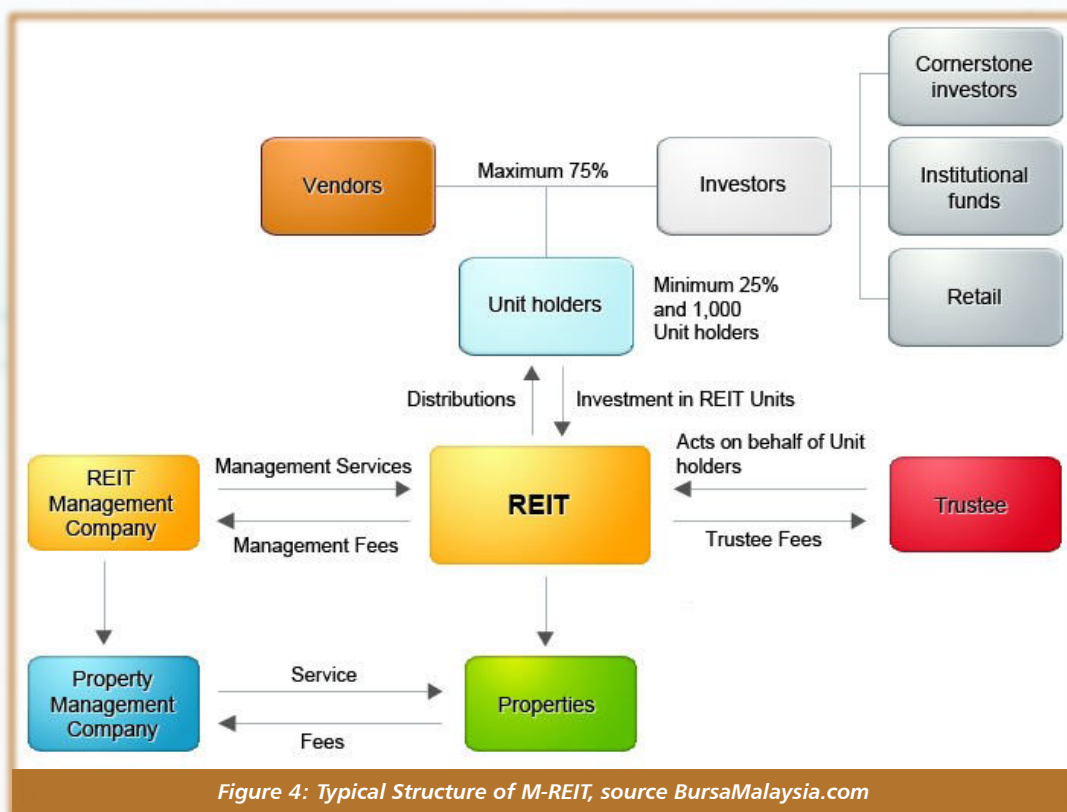 Cornerstone
investors
Vendors
Maximum 75%
Investors
Institutional
funds
Unit holders
Minimum 25%
and 1,000
Unit holders
Retail
Distributions
Investment in REIT Units
REIT
Management
Company
Management Services
Management Fees
REIT
Acts on behalf of Unit
holders
Trustee Fees
Trustee
Property
Management
Company
Service
Fees
Properties
Figure 4: Typical Structure of M-REIT, source BursaMalaysia.com